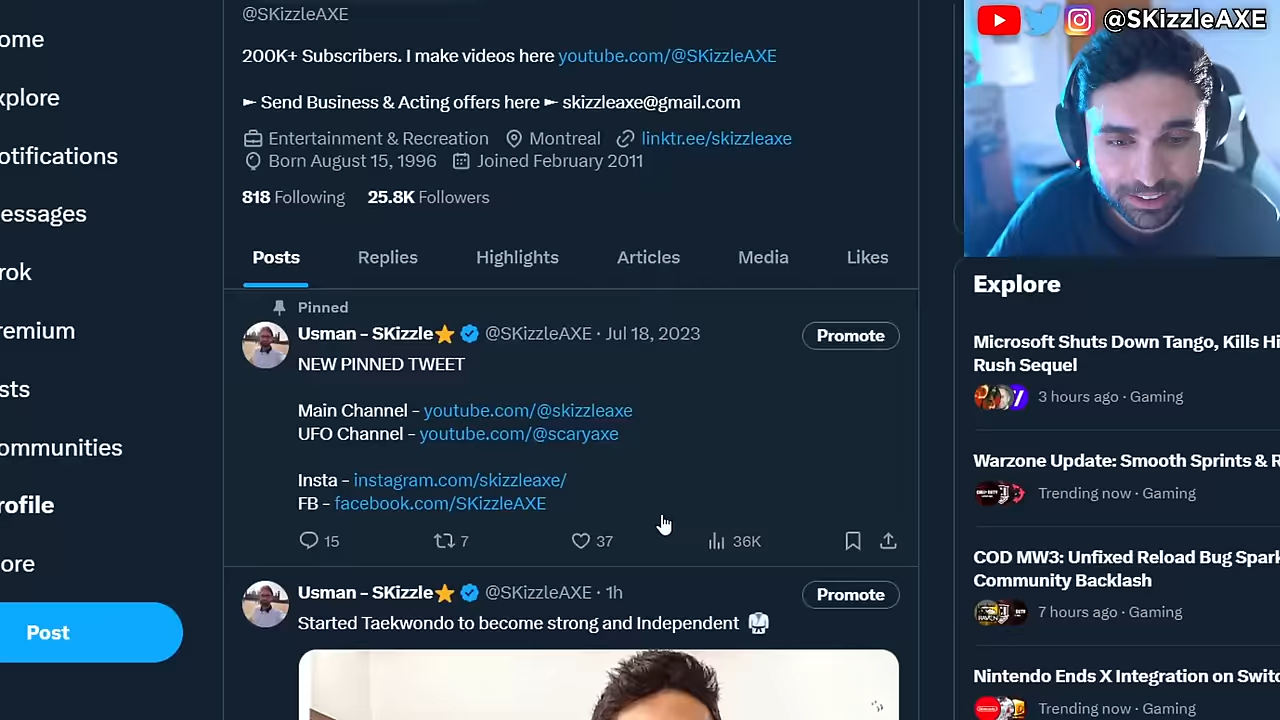 @SKizzleAXE
@SKizzleAXE
200K+ Subscribers. I make videos here youtube.com/@SKizzleAXE
► Send Business & Acting offers here ► skizzleaxe@gmail.com
Entertainment & Recreation Montreal linktr.ee/skizzleaxe
Born August 15, 1996 Joined February 2011
818 Following 25.8K Followers
ome
xplore
otifications
essages
rok
remium
sts
ommunities
rofile
ore
Post
Posts Replies Highlights Articles Media Likes
Pinned
Usman – SKizzle⭐ @SKizzleAXE · Jul 18, 2023
Promote
NEW PINNED TWEET
Main Channel – youtube.com/@skizzleaxe
UFO Channel – youtube.com/@scaryaxe
Insta – instagram.com/skizzleaxe/
FB – facebook.com/SKizzleAXE
15 7 37 36K
Usman – SKizzle⭐ @SKizzleAXE · 1h
Promote
Started Taekwondo to become strong and Independent 🥋
Explore
Microsoft Shuts Down Tango, Kills Hi
Rush Sequel
3 hours ago · Gaming
Warzone Update: Smooth Sprints & R
Trending now · Gaming
COD MW3: Unfixed Reload Bug Spark
Community Backlash
7 hours ago · Gaming
Nintendo Ends X Integration on Switc
Trending now · Gaming